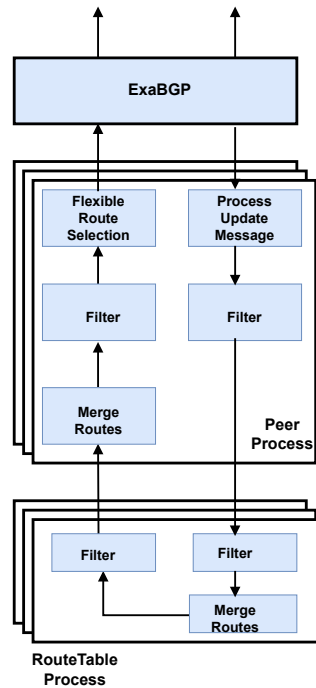 ExaBGP
Flexible
Route
Selection
Process
Update
Message
Filter
Filter
Merge
Routes
Peer
Process
Filter
Filter
Merge
Routes
RouteTable
Process